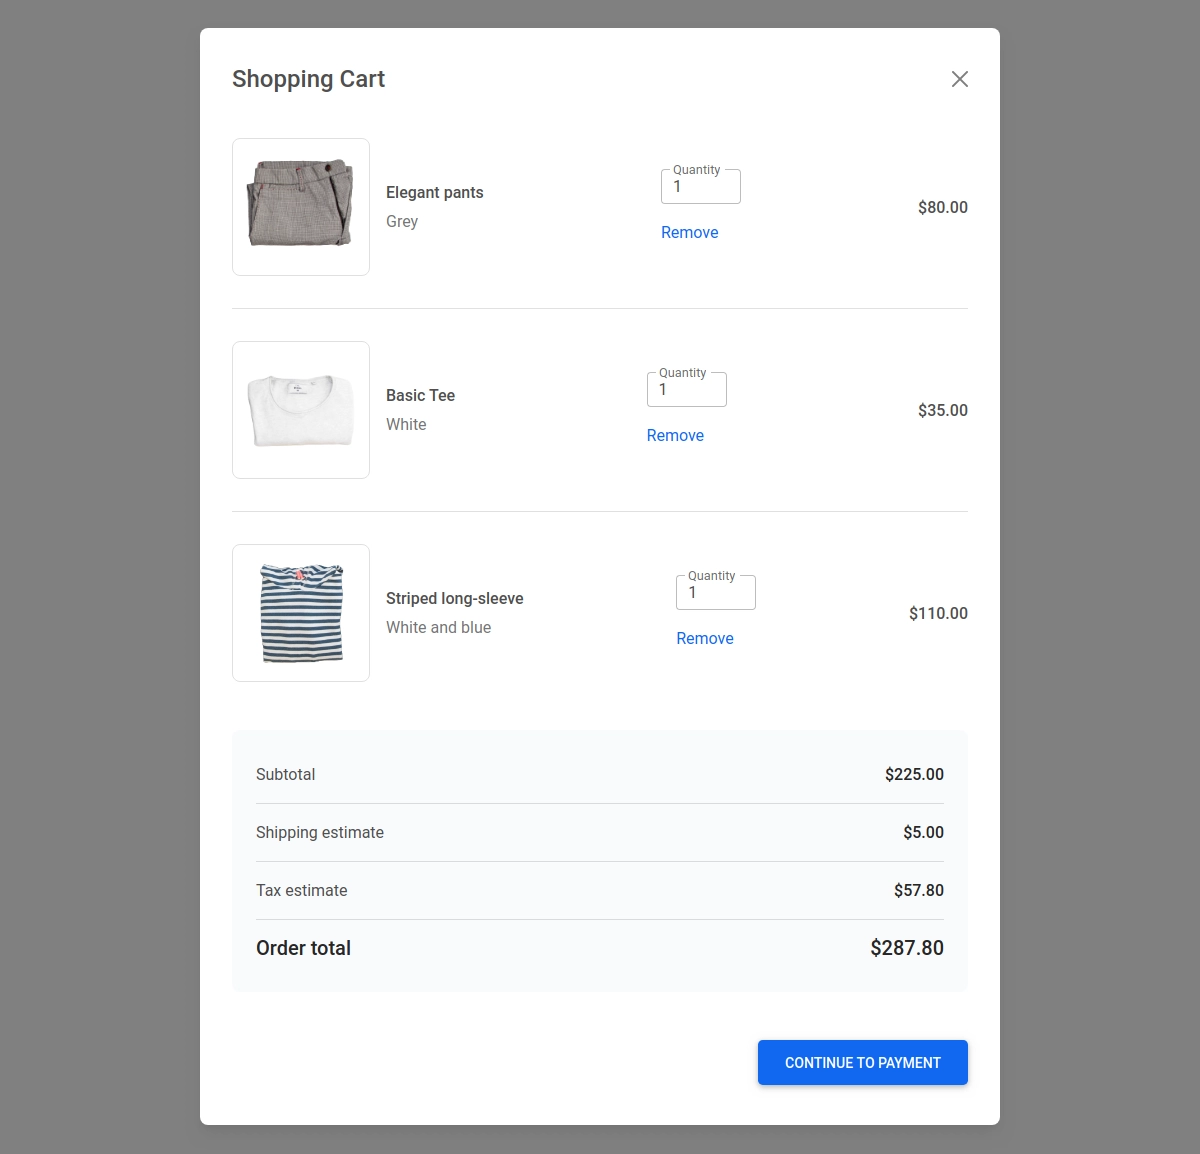 Shopping Cart
Elegant pants
Grey
Quantity
1
Remove
$80.00
Basic Tee
White
Quantity
1
Remove
$35.00
Striped long-sleeve
White and blue
Quantity
1
Remove
$110.00
Subtotal $225.00
Shipping estimate $5.00
Tax estimate $57.80
Order total $287.80
CONTINUE TO PAYMENT